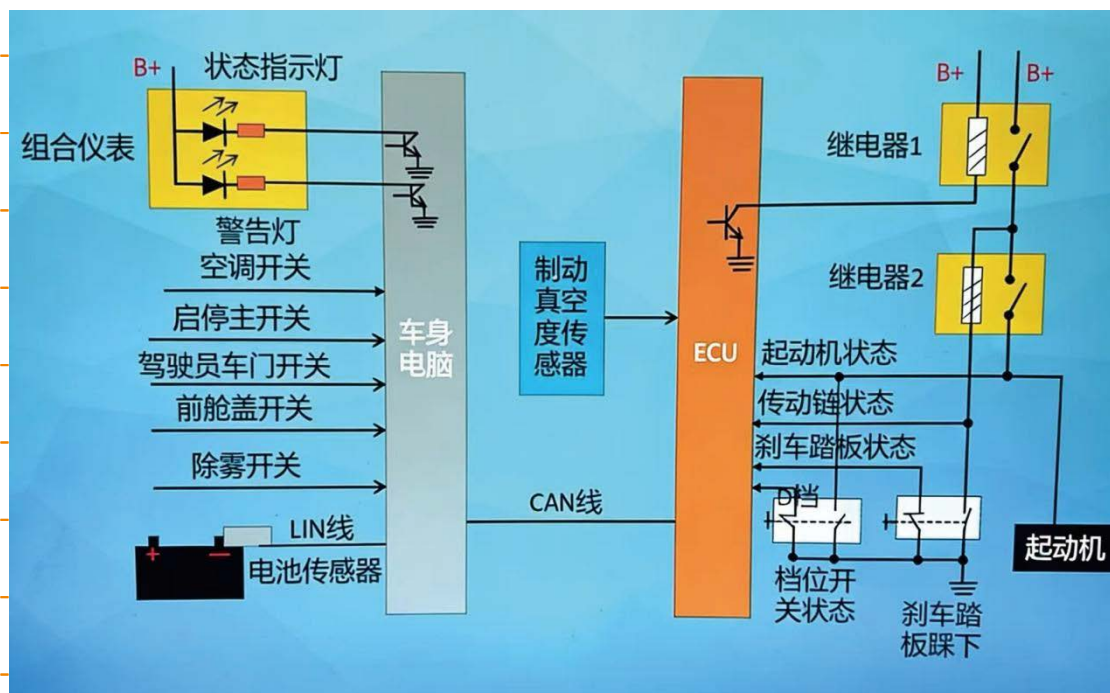 B+
状态指示灯
组合仪表
警告灯
空调开关
启停主开关
驾驶员车门开关
前舱盖开关
除雾开关
LIN线
+
—
电池传感器
车身
电脑
制动
真空
度传
感器
CAN线
ECU
B+
B+
继电器1
继电器2
起动机状态
传动链状态
刹车踏板状态
D档
档位开
关状态
刹车踏
板踩下
起动机